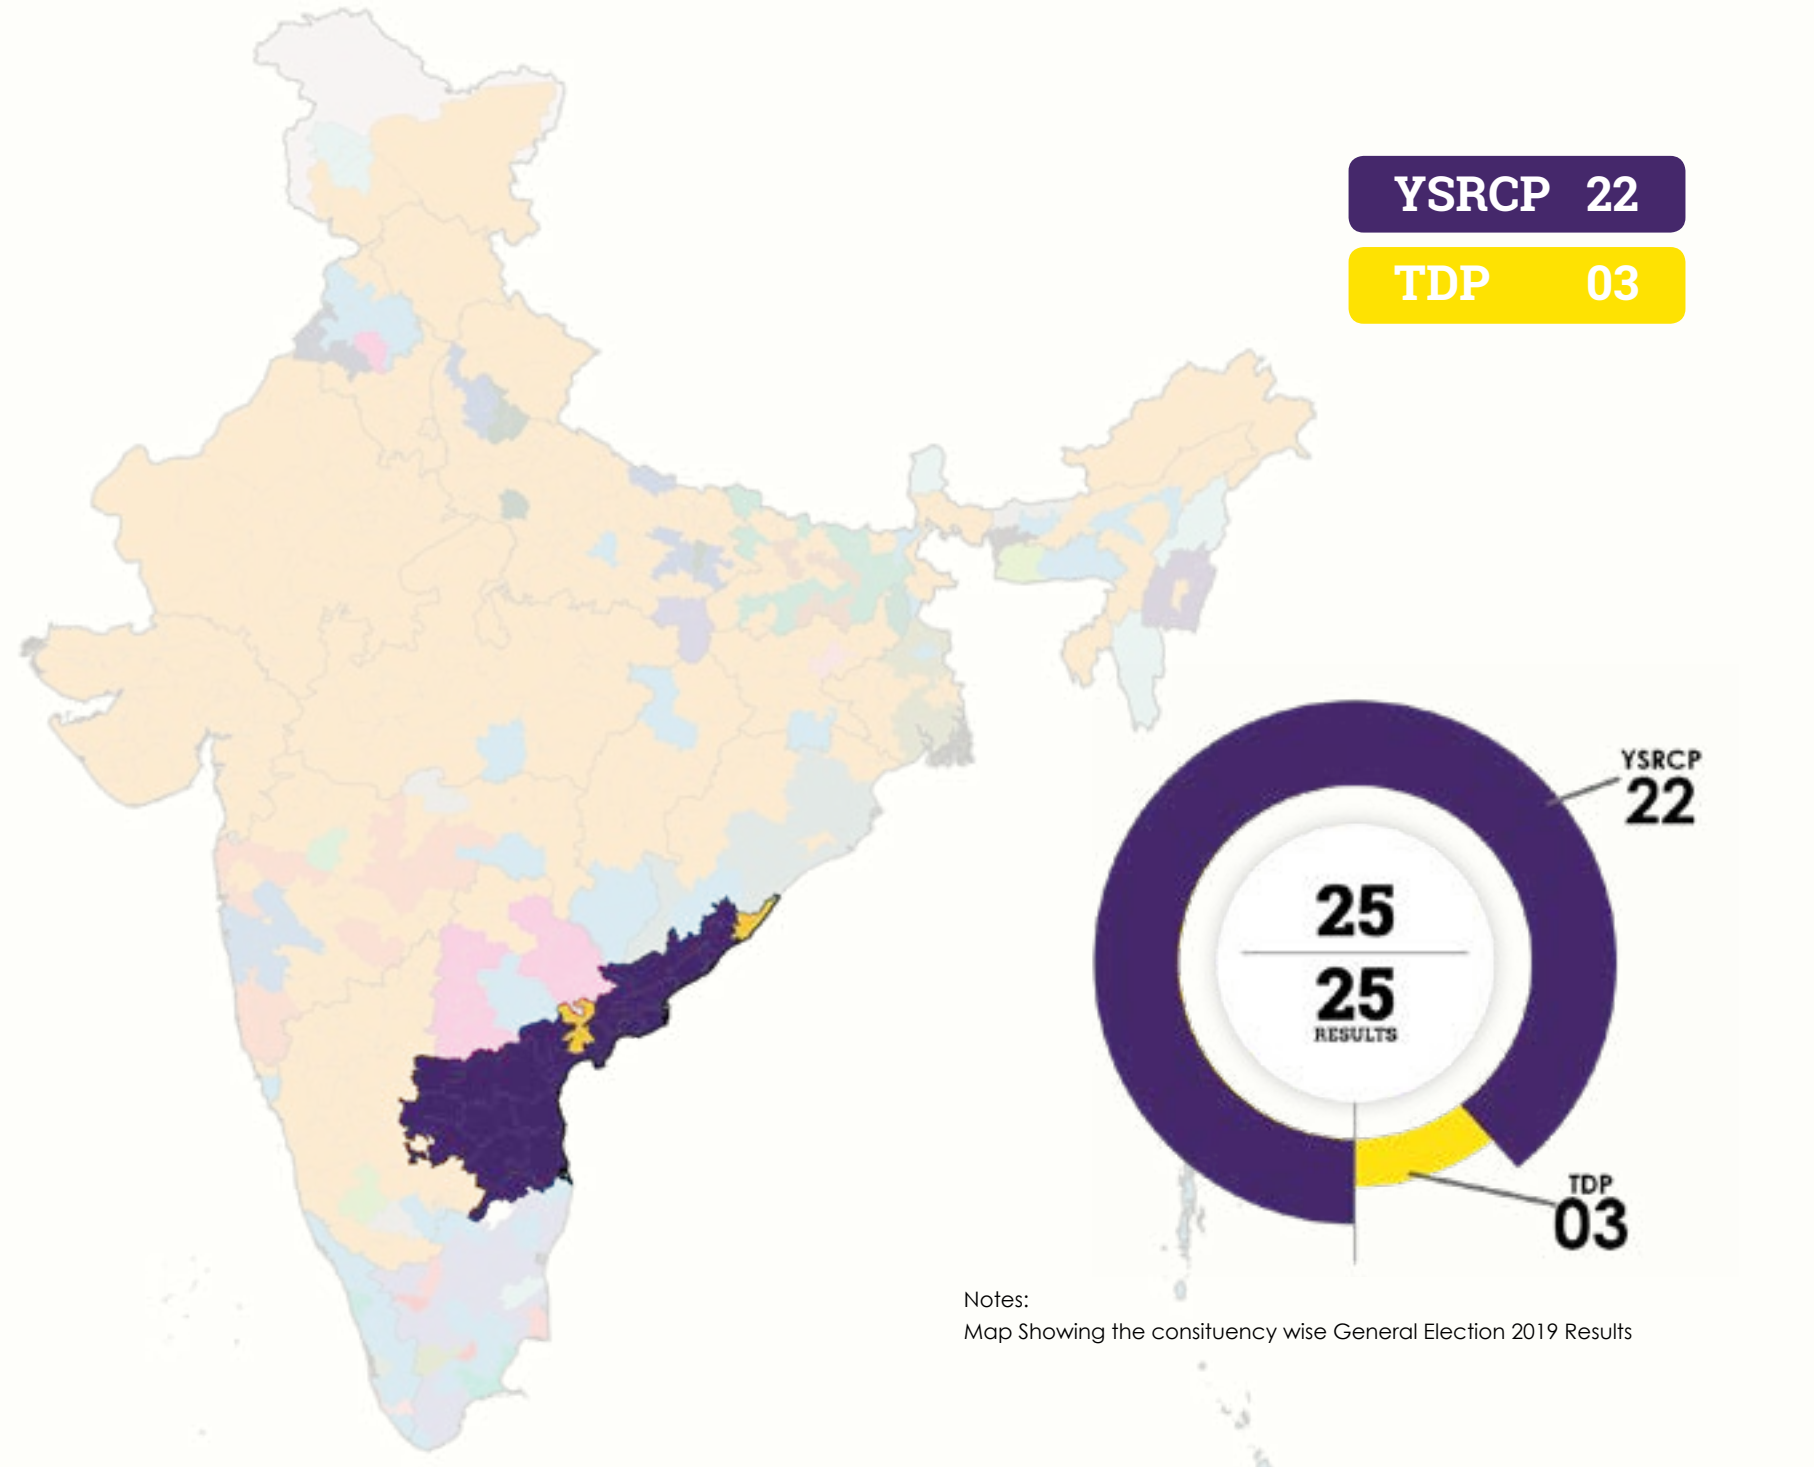 YSRCP 22
TDP 03
YSRCP
22
25
25
RESULTS
TDP
03
Notes:
Map Showing the consituency wise General Election 2019 Results